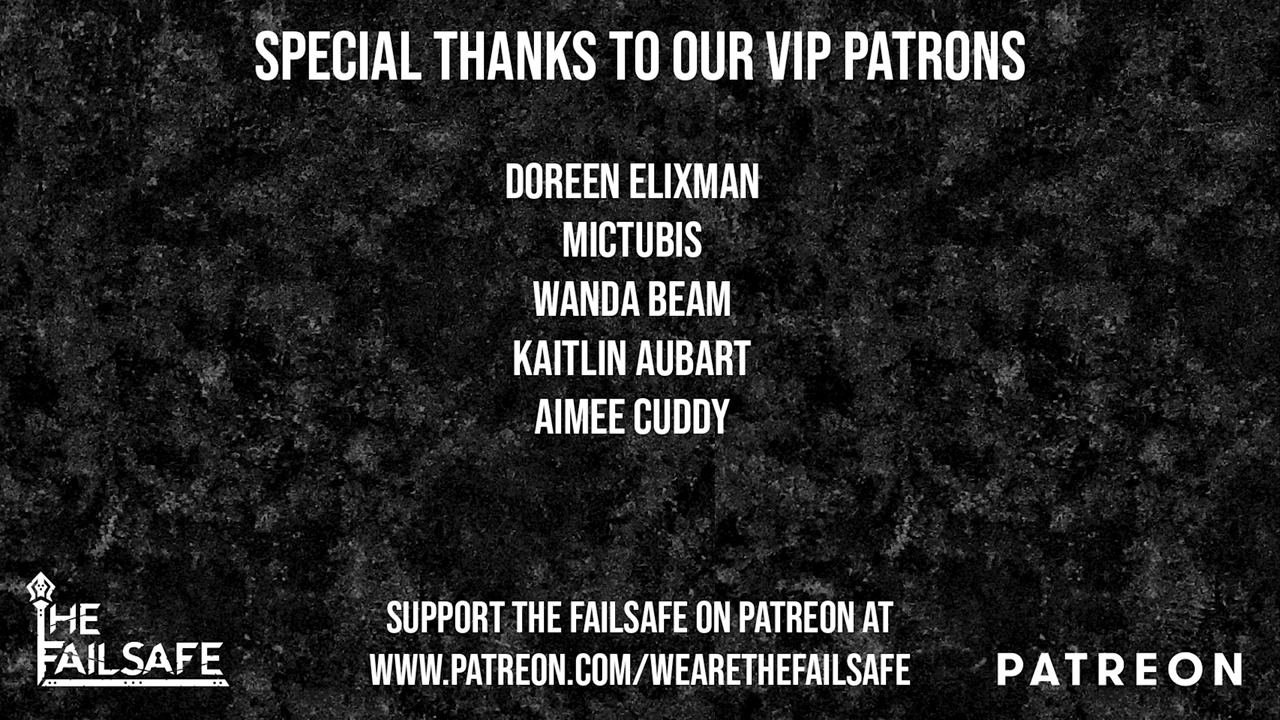 SPECIAL THANKS TO OUR VIP PATRONS
DOREEN ELIXMAN
MICTUBIS
WANDA BEAM
KAITLIN AUBART
AIMEE CUDDY
THE
FAILSAFE
SUPPORT THE FAILSAFE ON PATREON AT
WWW.PATREON.COM/WEARETHEFAILSAFE
PATREON